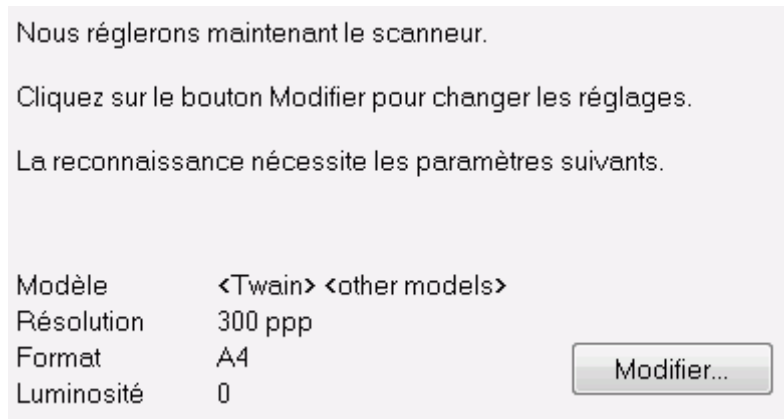 Nous réglerons maintenant le scanneur.
Cliquez sur le bouton Modifier pour changer les réglages.
La reconnaissance nécessite les paramètres suivants.
Modèle <Twain> <other models>
Résolution 300 ppp
Format A4
Luminosité 0
Modifier...